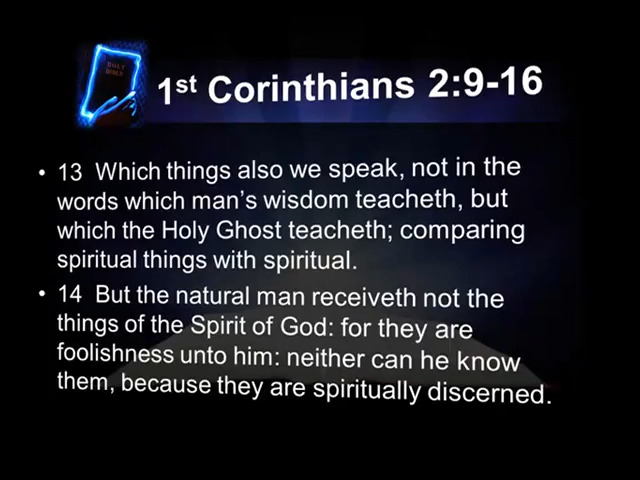 HOLY
BIBLE
1st Corinthians 2:9-16
• 13 Which things also we speak, not in the
words which man's wisdom teacheth, but
which the Holy Ghost teacheth; comparing
spiritual things with spiritual.
• 14 But the natural man receiveth not the
things of the Spirit of God: for they are
foolishness unto him: neither can he know
them, because they are spiritually discerned.